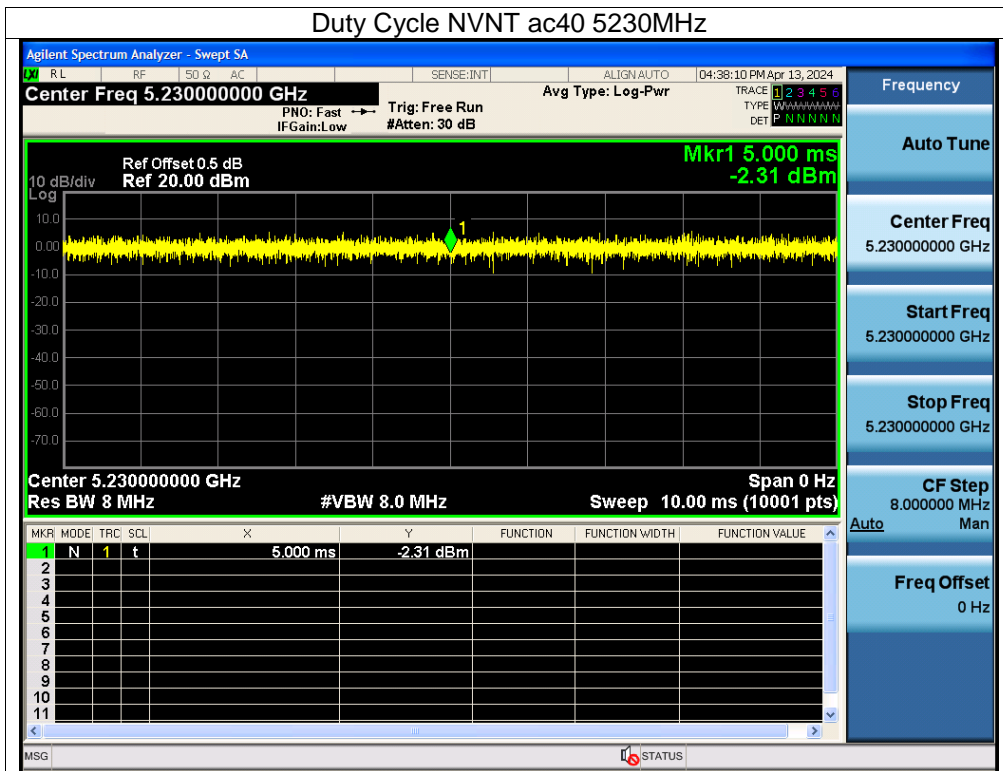 Duty Cycle NVNT ac40 5230MHz
Agilent Spectrum Analyzer - Swept SA
LXI RL RF 50 Ω AC SENSE:INT ALIGN AUTO 04:38:10 PM Apr 13, 2024
Center Freq 5.230000000 GHz
PNO: Fast
IFGain:Low
Trig: Free Run
#Atten: 30 dB
Avg Type: Log-Pwr
TRACE 1 2 3 4 5 6
TYPE WWWWWW
DET P N N N N N
Frequency
Auto Tune
Center Freq
5.230000000 GHz
Start Freq
5.230000000 GHz
Stop Freq
5.230000000 GHz
CF Step
8.000000 MHz
Auto Man
Freq Offset
0 Hz
Mkr1 5.000 ms
-2.31 dBm
Ref Offset 0.5 dB
10 dB/div Ref 20.00 dBm
Log
10.0
0.00
-10.0
-20.0
-30.0
-40.0
-50.0
-60.0
-70.0
1
Center 5.230000000 GHz Span 0 Hz
Res BW 8 MHz #VBW 8.0 MHz Sweep 10.00 ms (10001 pts)
MKR MODE TRC SCL X Y FUNCTION FUNCTION WIDTH FUNCTION VALUE
1 N 1 t 5.000 ms -2.31 dBm
2
3
4
5
6
7
8
9
10
11
MSG STATUS